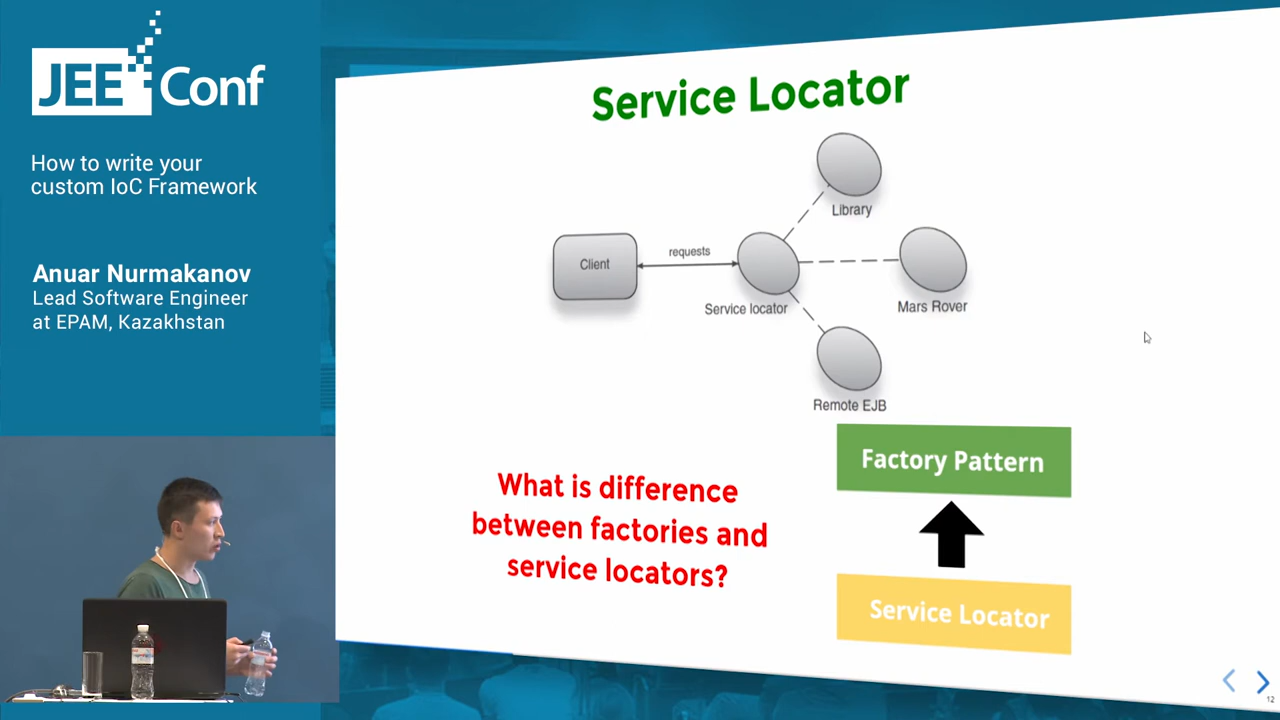 JEE Conf
How to write your
custom IoC Framework
Anuar Nurmakanov
Lead Software Engineer
at EPAM, Kazakhstan
Service Locator
Library
requests
Client
Service locator
Mars Rover
Remote EJB
Factory Pattern
What is difference
between factories and
service locators?
Service Locator
12